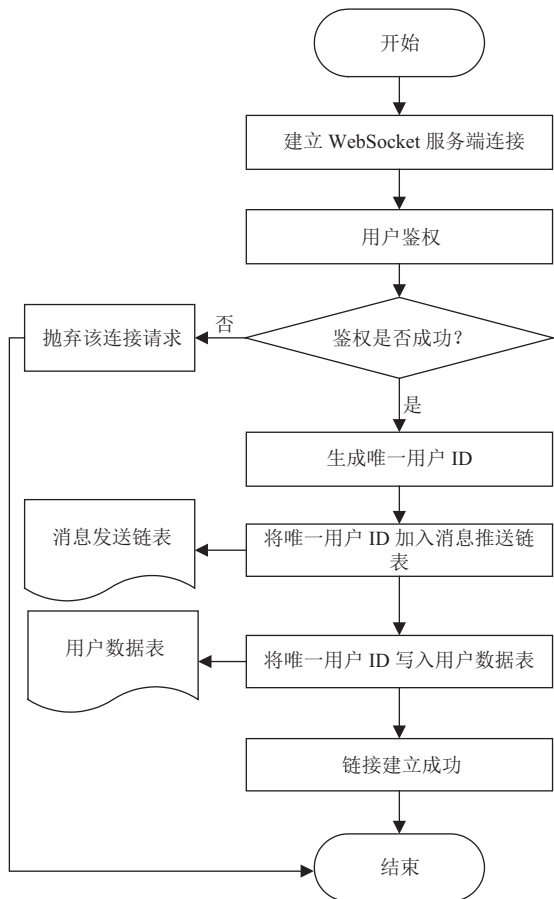 开始
建立 WebSocket 服务端连接
用户鉴权
抛弃该连接请求
否
鉴权是否成功？
是
生成唯一用户 ID
消息发送链表
将唯一用户 ID 加入消息推送链
表
用户数据表
将唯一用户 ID 写入用户数据表
链接建立成功
结束